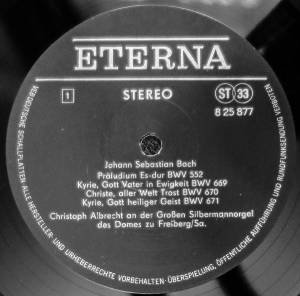 ETERNA
1 STEREO ST 33
8 25 877
Johann Sebastian Bach
Präludium Es-dur BWV 552
Kyrie, Gott Vater in Ewigkeit BWV 669
Christe, aller Welt Trost BWV 670
Kyrie, Gott heiliger Geist BWV 671
Christoph Albrecht an der Großen Silbermannorgel
des Domes zu Freiberg/Sa.
VEB DEUTSCHE SCHALLPLATTEN ALLE HERSTELLER- UND URHEBERRECHTE VORBEHALTEN · ÜBERSPIELUNG, ÖFFENTLICHE AUFFÜHRUNG UND RUNDFUNKSENDUNG VERBOTEN